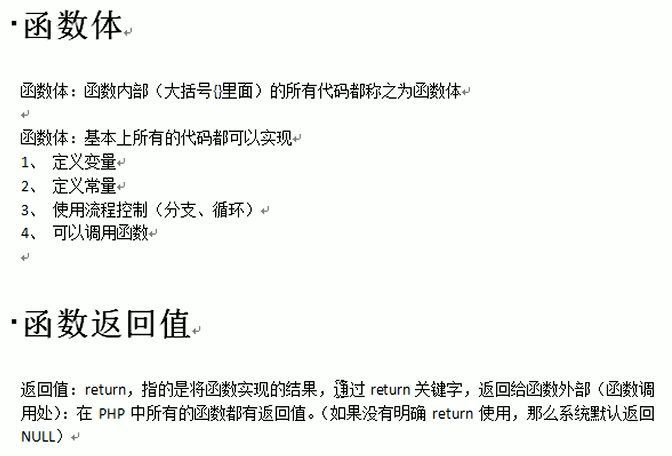 函数体
函数体：函数内部（大括号{}里面）的所有代码都称之为函数体
函数体：基本上所有的代码都可以实现
1、 定义变量
2、 定义常量
3、 使用流程控制（分支、循环）
4、 可以调用函数
函数返回值
返回值：return，指的是将函数实现的结果，通过 return 关键字，返回给函数外部（函数调
用处）：在 PHP 中所有的函数都有返回值。（如果没有明确 return 使用，那么系统默认返回
NULL）